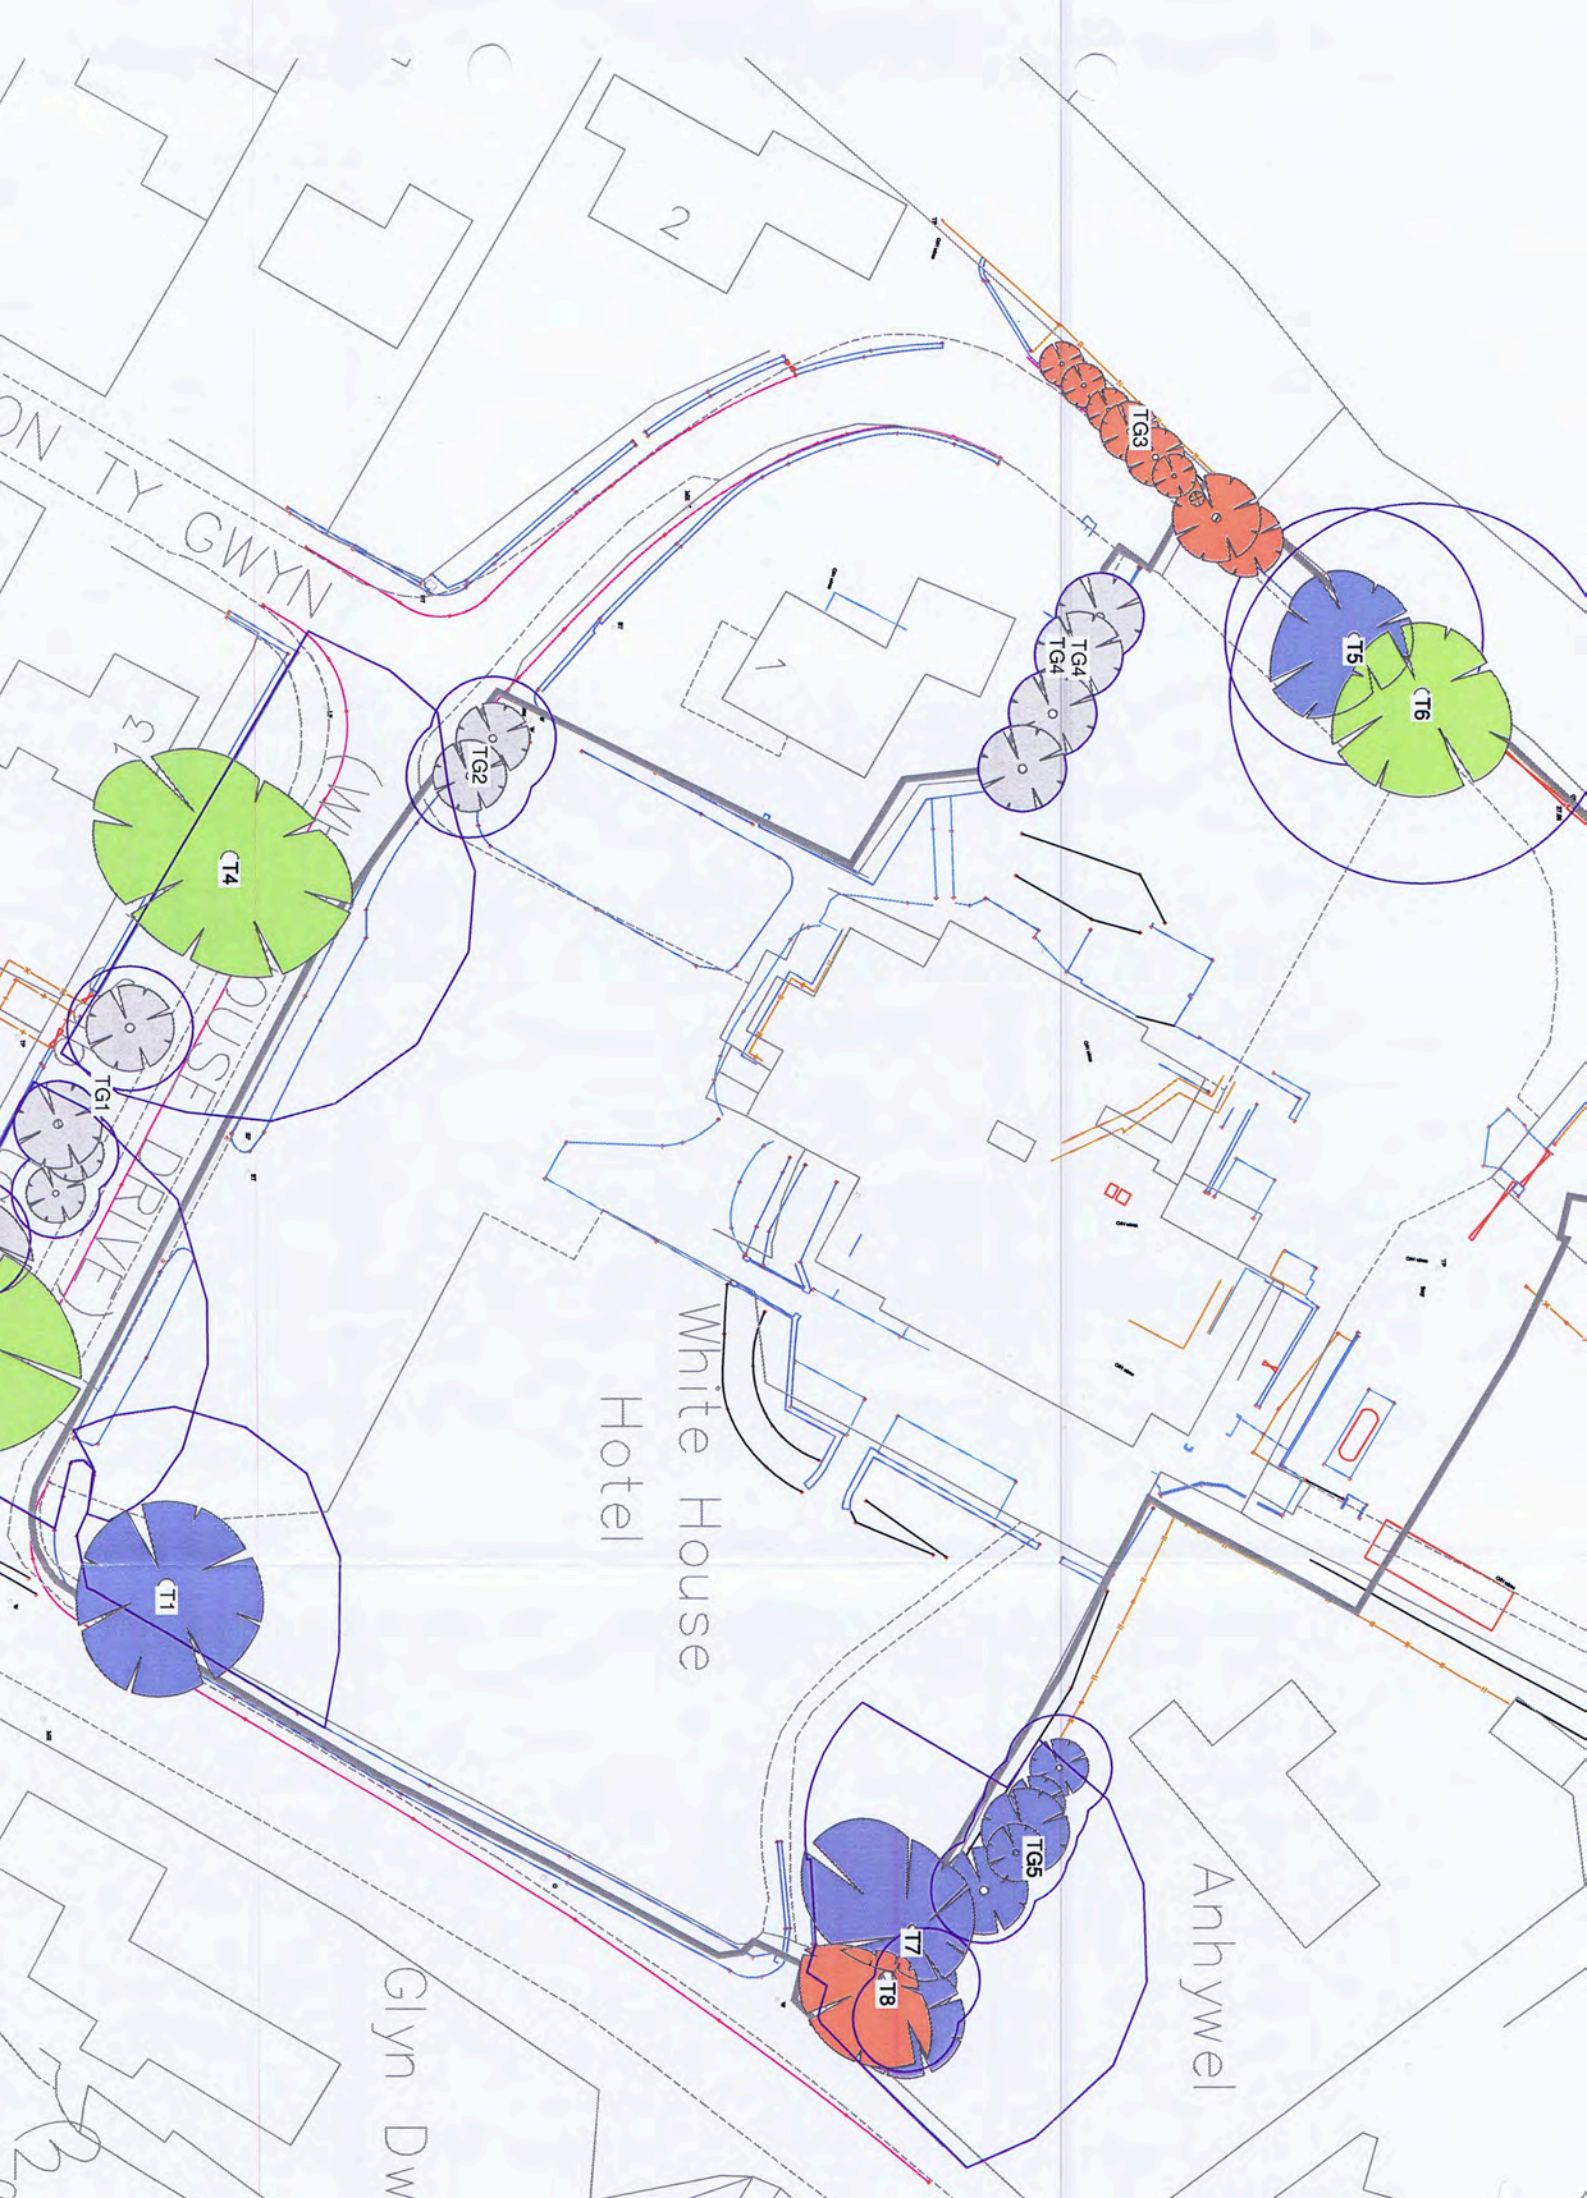 2
TG3
ON TY GWYN
1
TG4
TG4
T5
T6
13
TG2
(W
T4
OUSE DRIVE)
TG1
White House
Hotel
T1
TG5
Anhywel
T7
T8
Glyn Dw